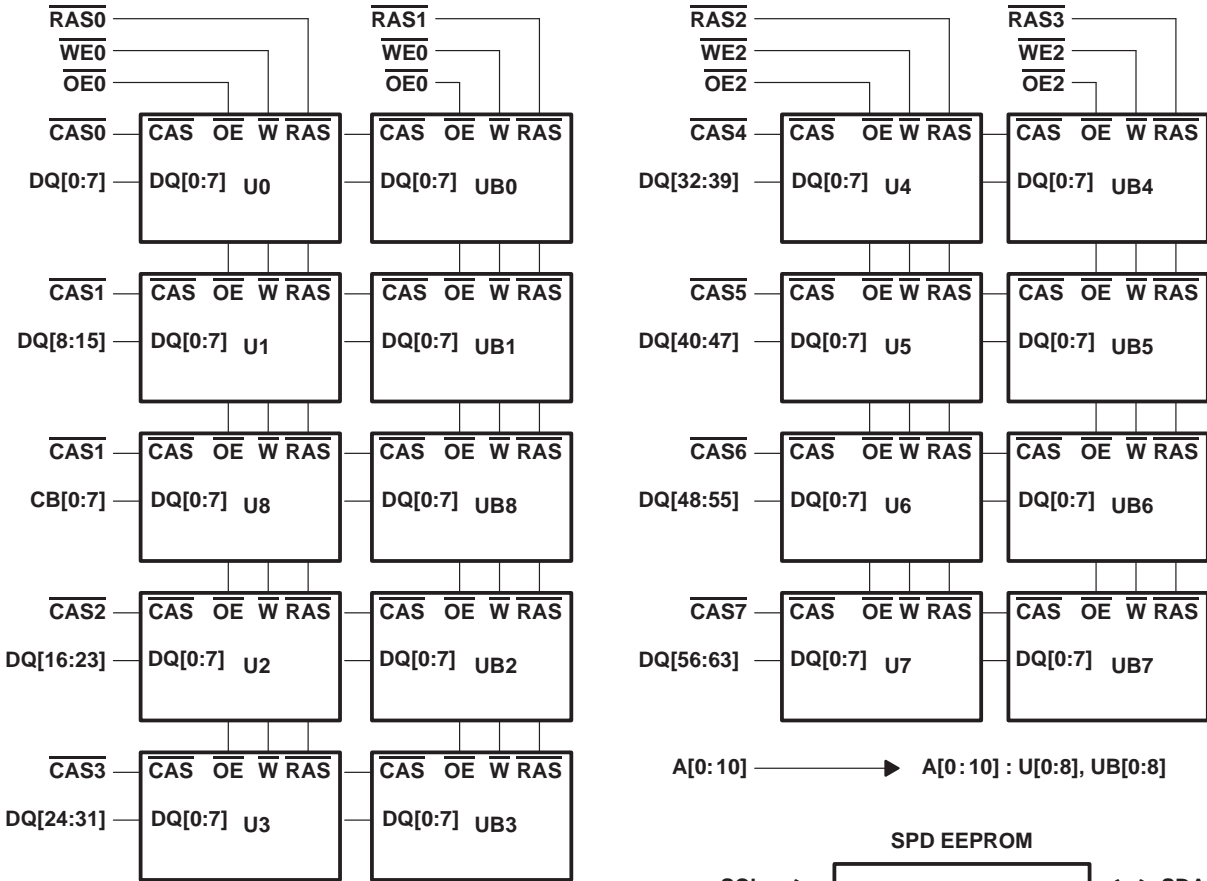 RAS0
WE0
OE0
RAS1
WE0
OE0
CAS0
CAS OE W RAS
DQ[0:7]
DQ[0:7] U0
CAS OE W RAS
DQ[0:7] UB0
CAS1
CAS OE W RAS
DQ[8:15]
DQ[0:7] U1
CAS OE W RAS
DQ[0:7] UB1
CAS1
CAS OE W RAS
CB[0:7]
DQ[0:7] U8
CAS OE W RAS
DQ[0:7] UB8
CAS2
CAS OE W RAS
DQ[16:23]
DQ[0:7] U2
CAS OE W RAS
DQ[0:7] UB2
CAS3
CAS OE W RAS
DQ[24:31]
DQ[0:7] U3
CAS OE W RAS
DQ[0:7] UB3
RAS2
WE2
OE2
RAS3
WE2
OE2
CAS4
CAS OE W RAS
DQ[32:39]
DQ[0:7] U4
CAS OE W RAS
DQ[0:7] UB4
CAS5
CAS OE W RAS
DQ[40:47]
DQ[0:7] U5
CAS OE W RAS
DQ[0:7] UB5
CAS6
CAS OE W RAS
DQ[48:55]
DQ[0:7] U6
CAS OE W RAS
DQ[0:7] UB6
CAS7
CAS OE W RAS
DQ[56:63]
DQ[0:7] U7
CAS OE W RAS
DQ[0:7] UB7
A[0:10]
A[0:10] : U[0:8], UB[0:8]
SPD EEPROM